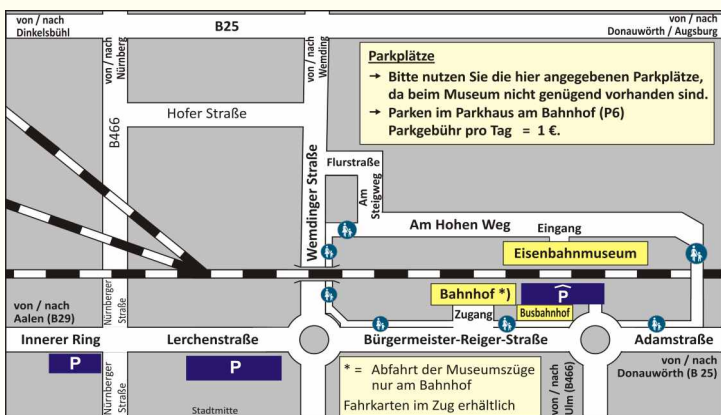 von / nach
Dinkelsbühl
B25
von / nach
Donauwörth / Augsburg
von / nach
Nürnberg
von / nach
Wemding
Parkplätze
→ Bitte nutzen Sie die hier angegebenen Parkplätze,
da beim Museum nicht genügend vorhanden sind.
→ Parken im Parkhaus am Bahnhof (P6)
Parkgebühr pro Tag = 1 €.
Hofer Straße
B466
Wemdinger Straße
Flurstraße
Am
Steigweg
Am Hohen Weg
Eingang
Eisenbahnmuseum
Bahnhof *)
P
Zugang
Busbahnhof
von / nach
Aalen (B29)
Nürnberger
Straße
Innerer Ring
Lerchenstraße
Bürgermeister-Reiger-Straße
Adamstraße
von / nach
Donauwörth (B 25)
P
P
Nürnberger
Straße
Stadtmitte
* = Abfahrt der Museumszüge
nur am Bahnhof
Fahrkarten im Zug erhältlich
von / nach
Ulm (B466)